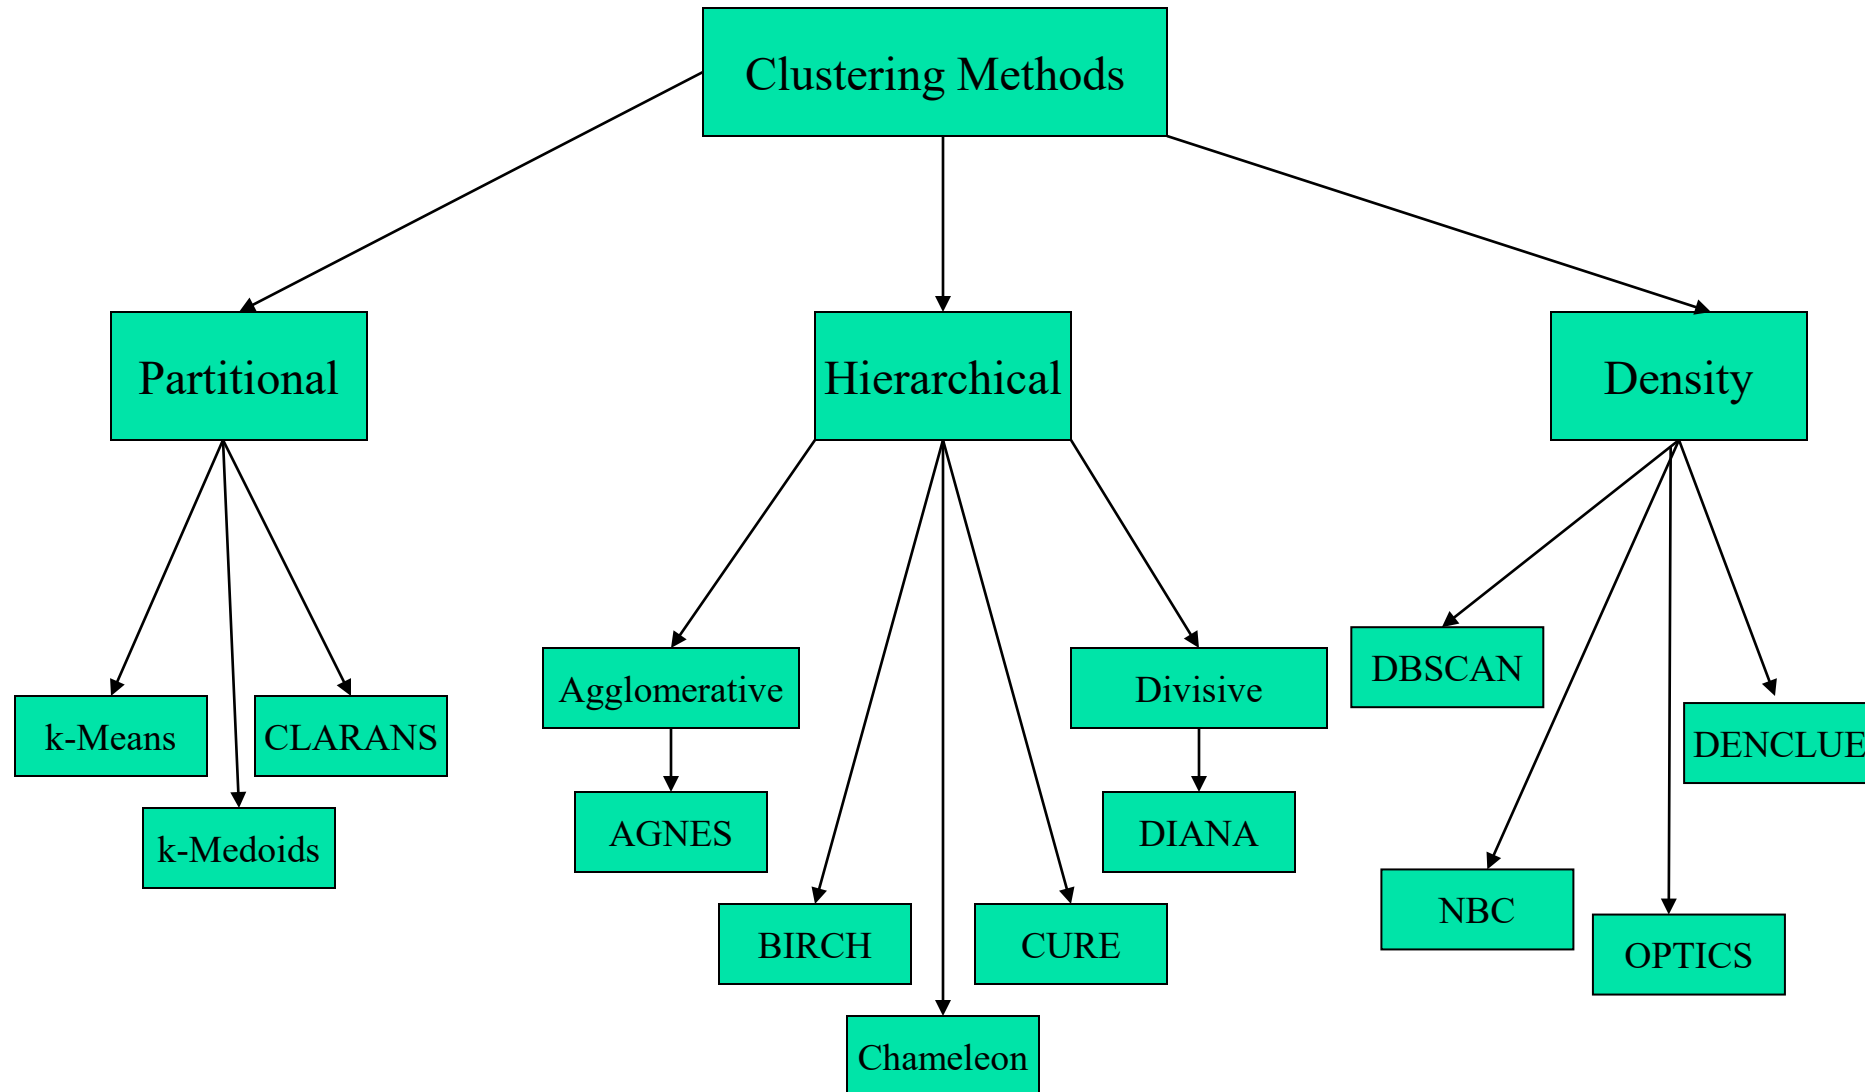 Clustering Methods
Partitional
Hierarchical
Density
k-Means
CLARANS
k-Medoids
Agglomerative
Divisive
AGNES
DIANA
BIRCH
CURE
Chameleon
DBSCAN
DENCLUE
NBC
OPTICS